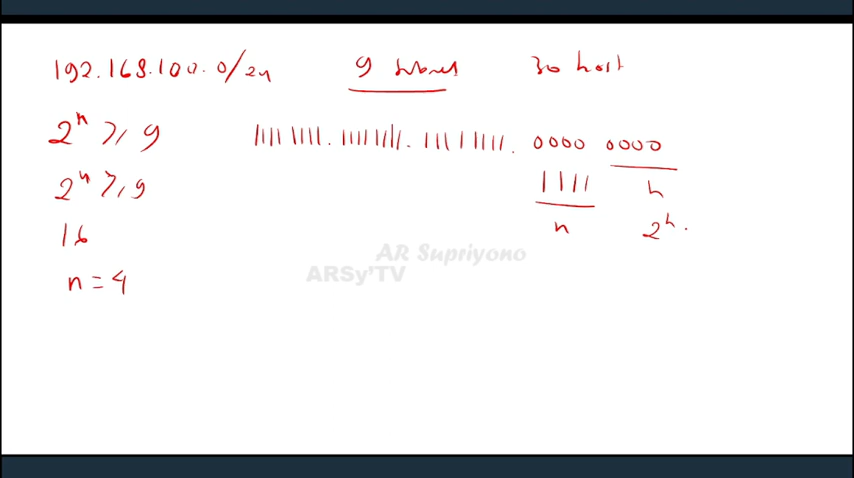 192.168.100.0/24 9 subnet 30 host
2ⁿ ≥ 9 11111111.11111111.11111111.0000 0000
2ⁿ ≥ 9 1111 h
16 n 2ʰ.
n = 4
AR Supriyono
ARSy'TV